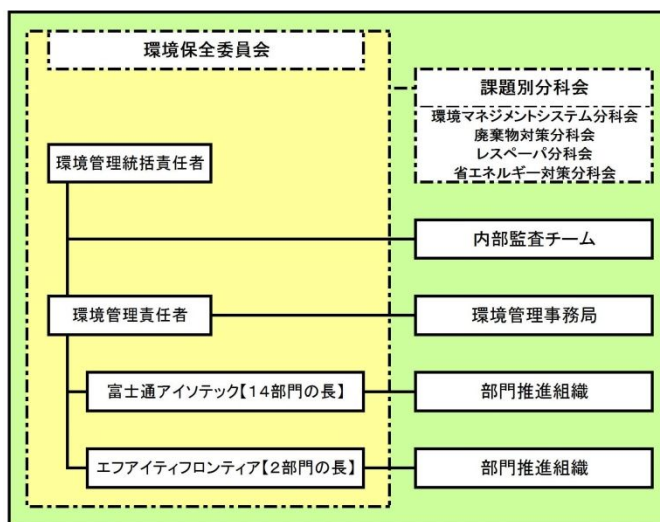 環境保全委員会
課題別分科会
環境マネジメントシステム分科会
廃棄物対策分科会
レスペーパ分科会
省エネルギー対策分科会
環境管理統括責任者
内部監査チーム
環境管理責任者
環境管理事務局
富士通アイソテック【14部門の長】
部門推進組織
エフアイティフロンティア【2部門の長】
部門推進組織